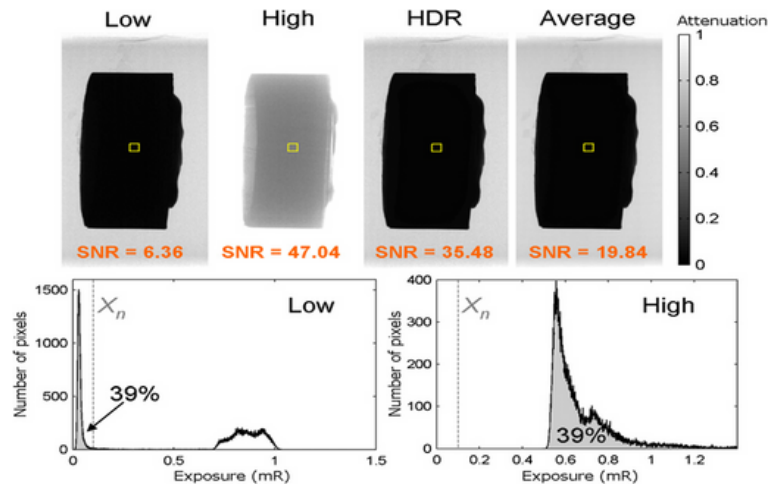 Low High HDR Average Attenuation
1
0.8
0.6
0.4
0.2
0
SNR = 6.36 SNR = 47.04 SNR = 35.48 SNR = 19.84
Number of pixels
1500
1000
500
0
Xn
Low
39%
0 0.5 1 1.5
Exposure (mR)
Number of pixels
400
300
200
100
0
Xn
High
39%
0 0.2 0.4 0.6 0.8 1 1.2
Exposure (mR)